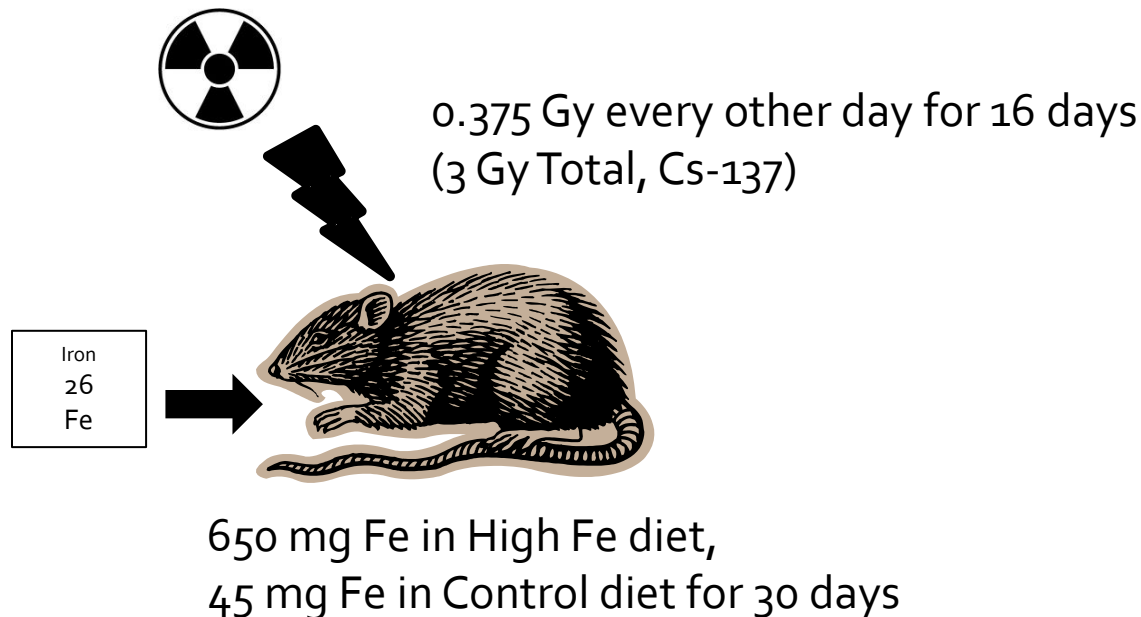 0.375 Gy every other day for 16 days
(3 Gy Total, Cs-137)
Iron
26
Fe
650 mg Fe in High Fe diet,
45 mg Fe in Control diet for 30 days